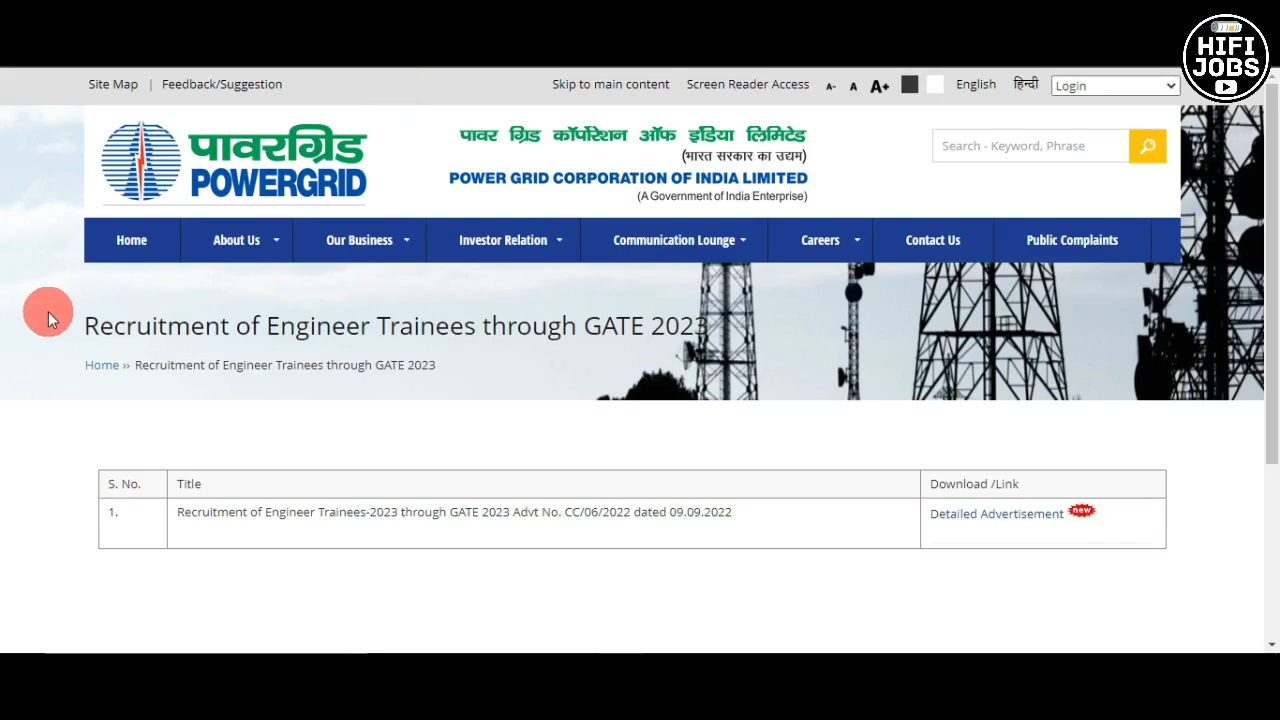 HIFI
JOBS
Site Map | Feedback/Suggestion Skip to main content Screen Reader Access A- A A+ English हिन्दी Login
पावरग्रिड
POWERGRID
पावर ग्रिड कॉर्पोरेशन ऑफ इंडिया लिमिटेड
(भारत सरकार का उद्यम)
POWER GRID CORPORATION OF INDIA LIMITED
(A Government of India Enterprise)
Search - Keyword, Phrase
Home About Us Our Business Investor Relation Communication Lounge Careers Contact Us Public Complaints
Recruitment of Engineer Trainees through GATE 2023
Home » Recruitment of Engineer Trainees through GATE 2023
S. No. Title Download /Link
1. Recruitment of Engineer Trainees-2023 through GATE 2023 Advt No. CC/06/2022 dated 09.09.2022 Detailed Advertisement new